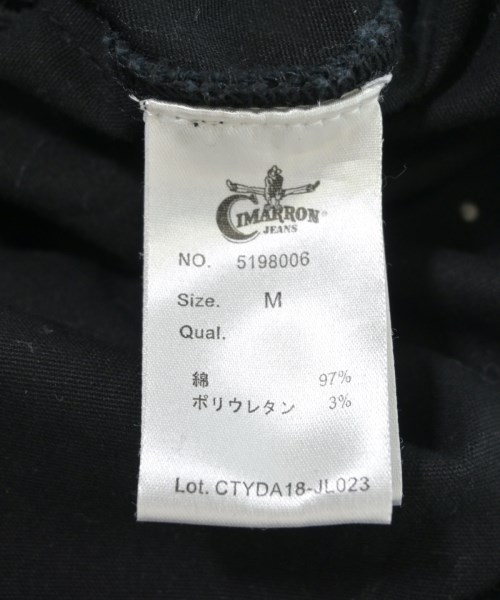 CIMARRON®
JEANS
NO. 5198006
Size. M
Qual.
綿 97%
ポリウレタン 3%
Lot. CTYDA18-JL023